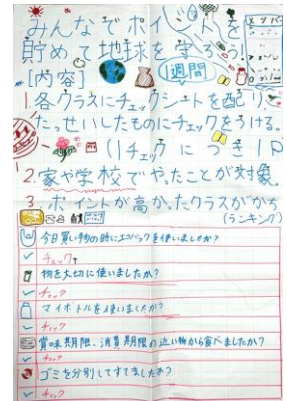 みんなでポイントを
貯めて地球を守ろう!
1週間
[内容]
1.各クラスにチェックシートを配り、
たっせいしたものにチェックをつける。
(1チェックにつき1P
2.家や学校でやったことが対象。
3 ポイントが高かったクラスがかち
(ランキング)
今日買い物の時にエコバックを使いましたか?
チェック
物を大切に使いましたか?
チェック
マイボトルを使いましたか?
チェック
賞味期限、消費期限の近い物から食べましたか?
チェック
ゴミを分別してすてましたか?
チェック